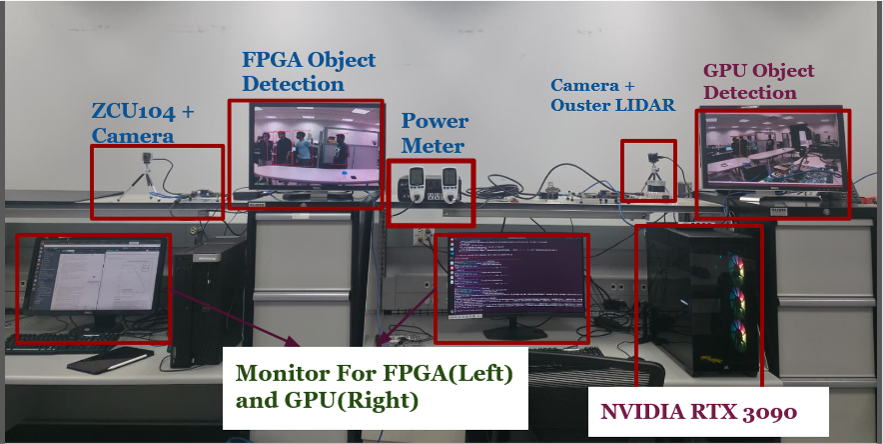 FPGA Object
Detection
Camera +
Ouster LIDAR
GPU Object
Detection
ZCU104 +
Camera
Power
Meter
Monitor For FPGA(Left)
and GPU(Right)
NVIDIA RTX 3090